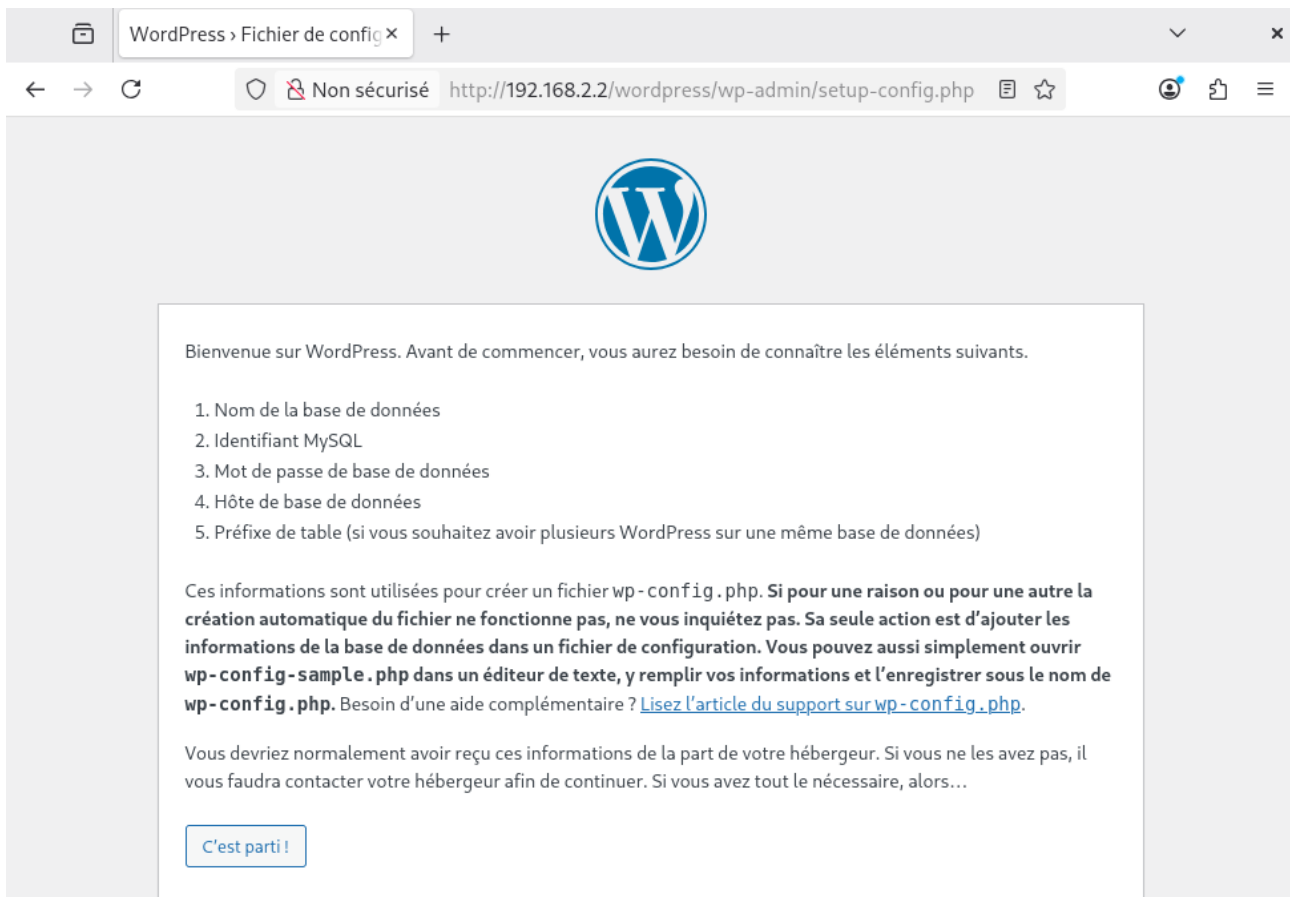 WordPress › Fichier de config
Non sécurisé http://192.168.2.2/wordpress/wp-admin/setup-config.php
Bienvenue sur WordPress. Avant de commencer, vous aurez besoin de connaître les éléments suivants.
1. Nom de la base de données
2. Identifiant MySQL
3. Mot de passe de base de données
4. Hôte de base de données
5. Préfixe de table (si vous souhaitez avoir plusieurs WordPress sur une même base de données)
Ces informations sont utilisées pour créer un fichier wp-config.php. Si pour une raison ou pour une autre la
création automatique du fichier ne fonctionne pas, ne vous inquiétez pas. Sa seule action est d’ajouter les
informations de la base de données dans un fichier de configuration. Vous pouvez aussi simplement ouvrir
wp-config-sample.php dans un éditeur de texte, y remplir vos informations et l’enregistrer sous le nom de
wp-config.php. Besoin d’une aide complémentaire ? Lisez l’article du support sur wp-config.php.
Vous devriez normalement avoir reçu ces informations de la part de votre hébergeur. Si vous ne les avez pas, il
vous faudra contacter votre hébergeur afin de continuer. Si vous avez tout le nécessaire, alors…
C’est parti !